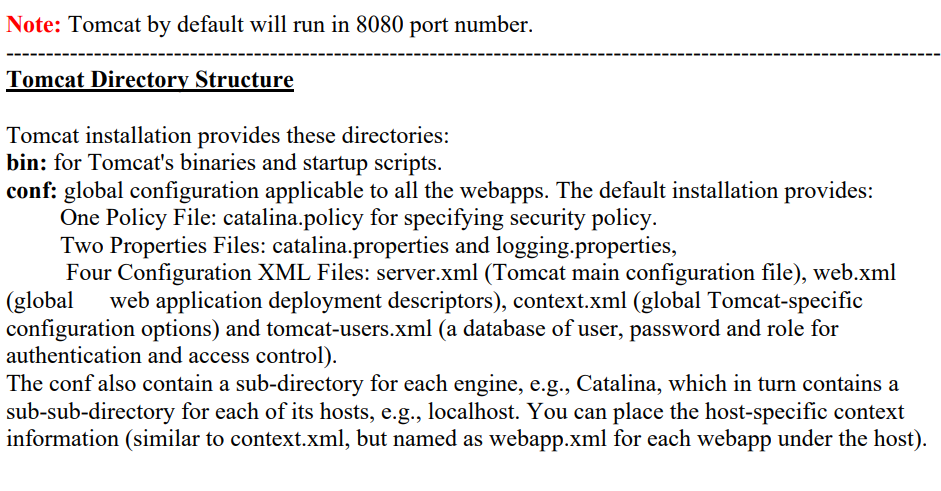 Note: Tomcat by default will run in 8080 port number.
--------------------------------------------------------------------------------------------------------------------
Tomcat Directory Structure
Tomcat installation provides these directories:
bin: for Tomcat's binaries and startup scripts.
conf: global configuration applicable to all the webapps. The default installation provides:
One Policy File: catalina.policy for specifying security policy.
Two Properties Files: catalina.properties and logging.properties,
Four Configuration XML Files: server.xml (Tomcat main configuration file), web.xml
(global web application deployment descriptors), context.xml (global Tomcat-specific
configuration options) and tomcat-users.xml (a database of user, password and role for
authentication and access control).
The conf also contain a sub-directory for each engine, e.g., Catalina, which in turn contains a
sub-sub-directory for each of its hosts, e.g., localhost. You can place the host-specific context
information (similar to context.xml, but named as webapp.xml for each webapp under the host).